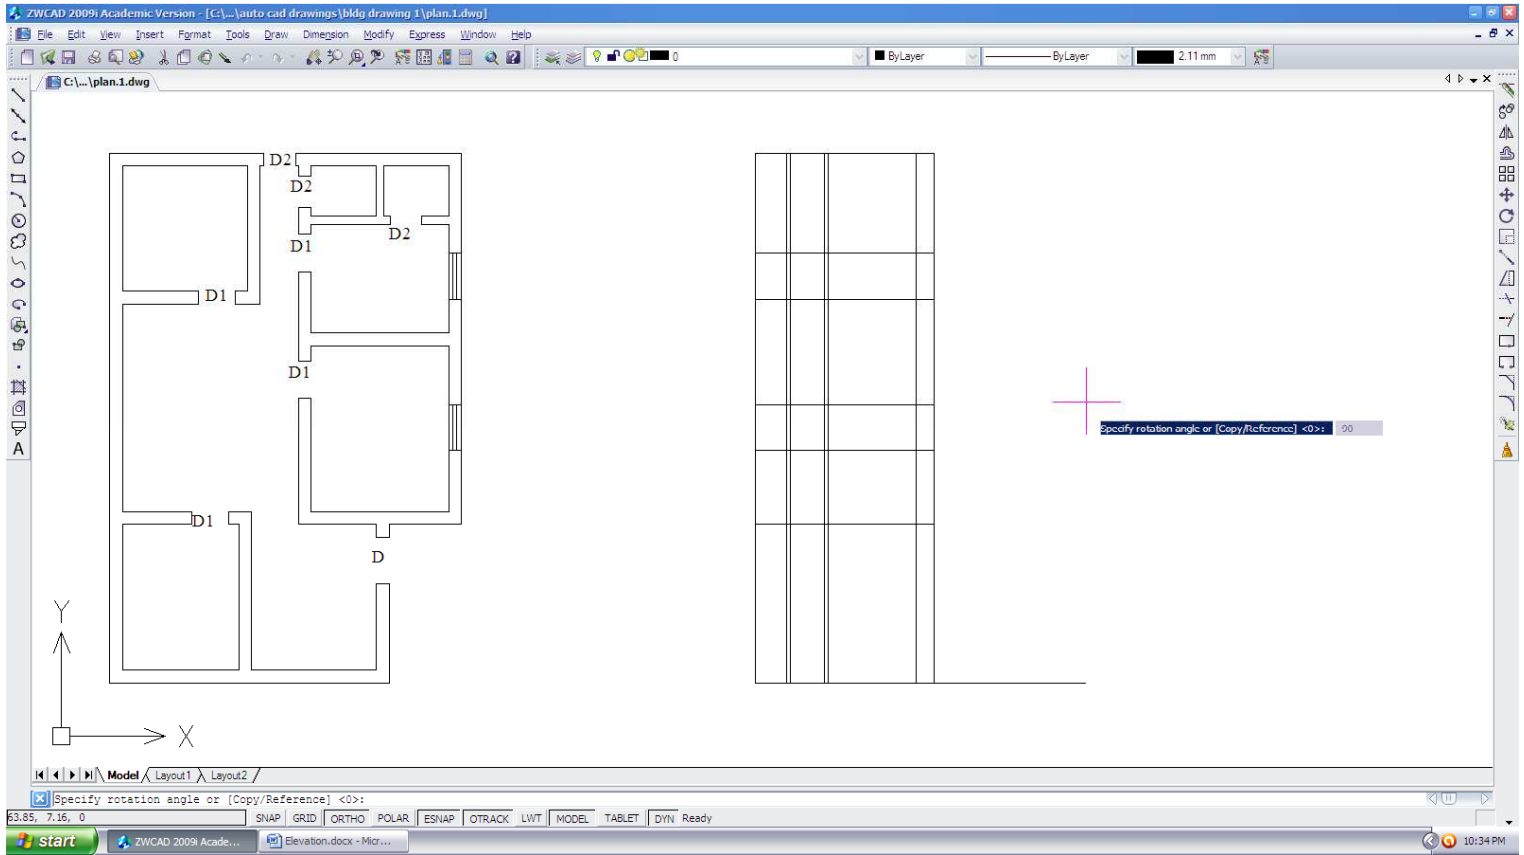 ZWCAD 2009i Academic Version - [C:\...\auto cad drawings\bldg drawing 1\plan.1.dwg]
File Edit View Insert Format Tools Draw Dimension Modify Express Window Help
0 ByLayer ByLayer 2.11 mm
C:\...\plan.1.dwg
D2
D2
D2
D1
D1
D1
D1
D
Specify rotation angle or [Copy/Reference] <0>: 90
Y
X
A
Model Layout1 Layout2
Specify rotation angle or [Copy/Reference] <0>:
63.85, 7.16, 0 SNAP GRID ORTHO POLAR ESNAP OTRACK LWT MODEL TABLET DYN Ready
start ZWCAD 2009i Acade... Elevation.docx - Micr... 10:34 PM